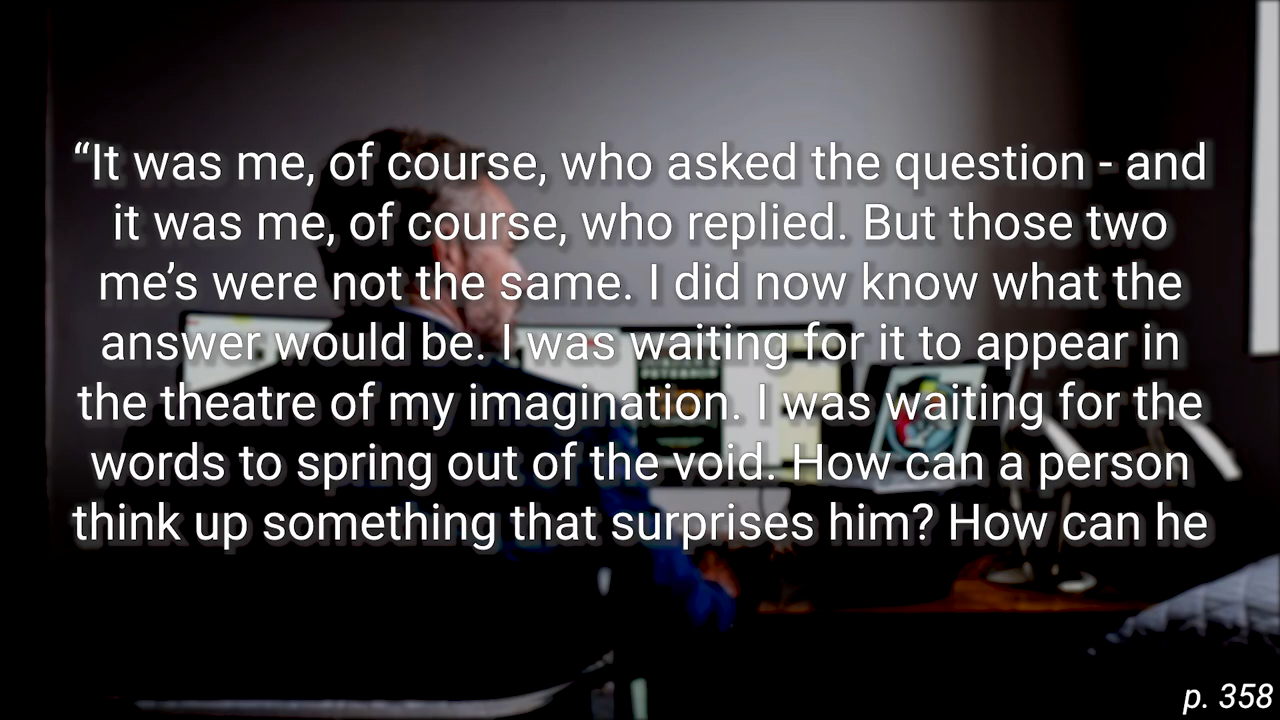 “It was me, of course, who asked the question - and
it was me, of course, who replied. But those two
me’s were not the same. I did now know what the
answer would be. I was waiting for it to appear in
the theatre of my imagination. I was waiting for the
words to spring out of the void. How can a person
think up something that surprises him? How can he
p. 358